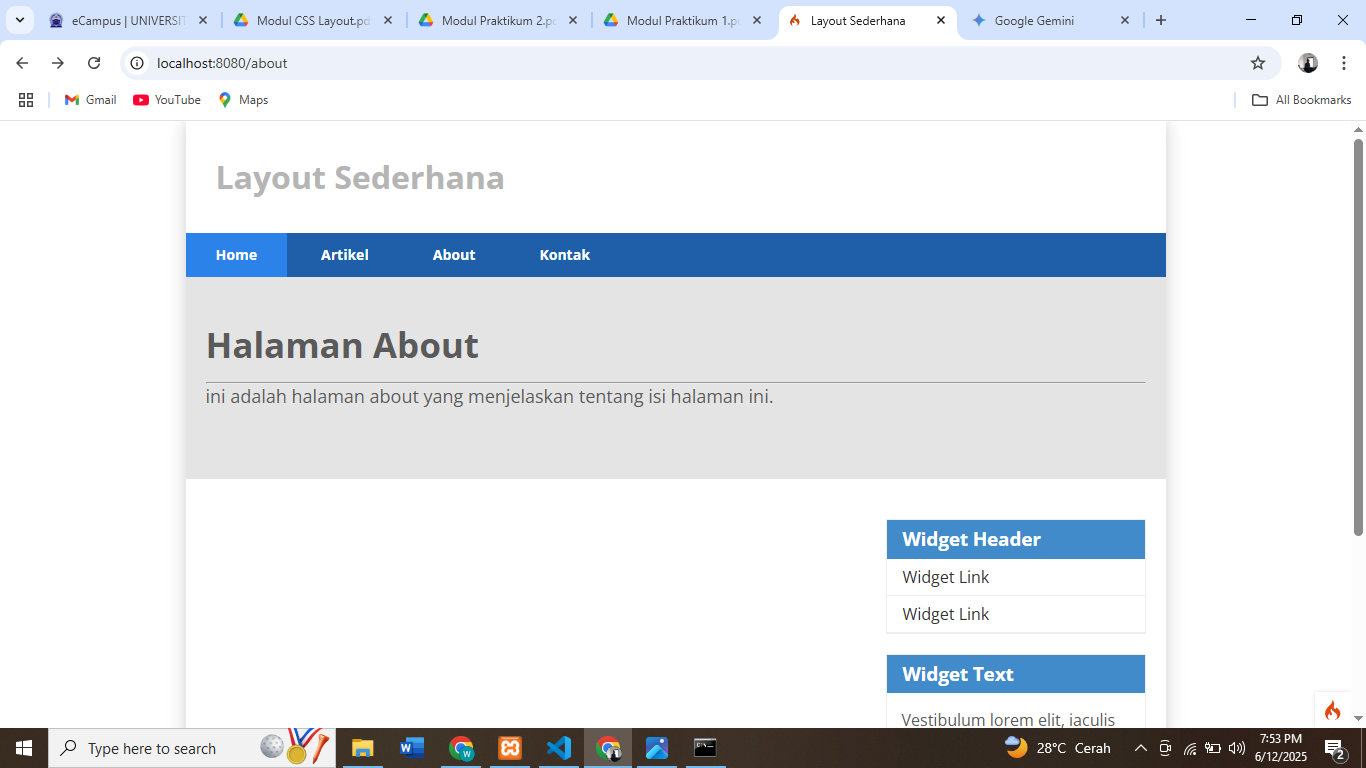 eCampus | UNIVERSIT
Modul CSS Layout.pd
Modul Praktikum 2.pd
Modul Praktikum 1.pd
Layout Sederhana
Google Gemini
localhost:8080/about
Gmail
YouTube
Maps
All Bookmarks
Layout Sederhana
Home
Artikel
About
Kontak
Halaman About
ini adalah halaman about yang menjelaskan tentang isi halaman ini.
Widget Header
Widget Link
Widget Link
Widget Text
Vestibulum lorem elit, iaculis
Type here to search
28°C Cerah
7:53 PM
6/12/2025
2